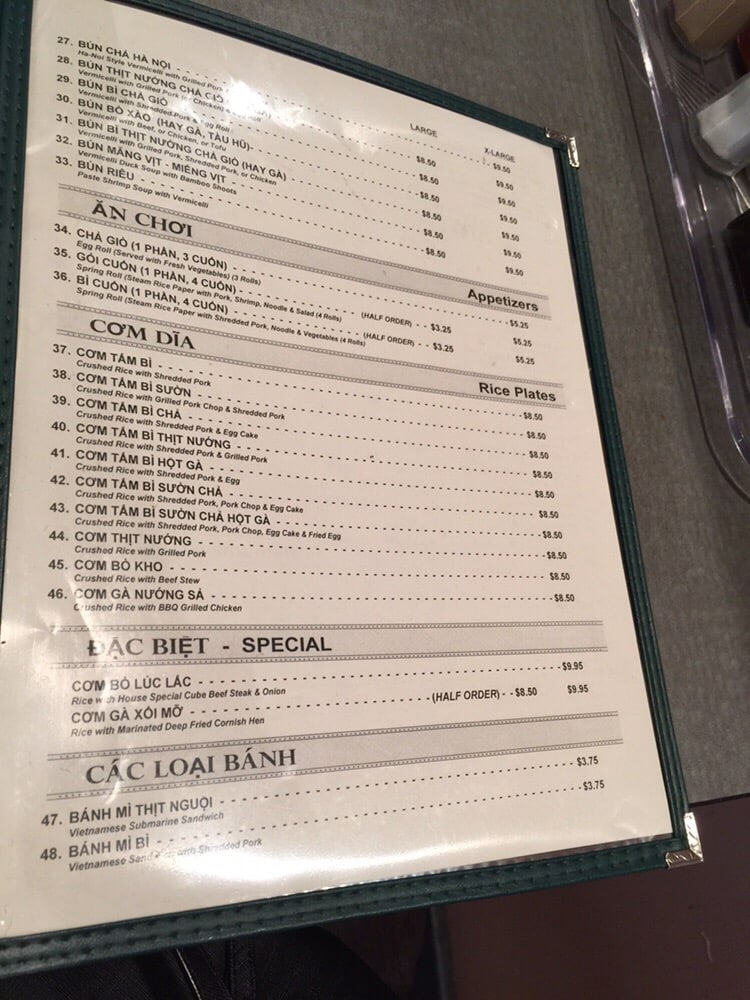 LARGE X-LARGE
27. BÚN CHẢ HÀ NỘI $8.50 $9.50
Ha-Noi Style Vermicelli with Grilled Pork
28. BÚN THỊT NƯỚNG CHẢ GIÒ $8.50 $9.50
Vermicelli with Grilled Pork (or Chicken)
29. BÚN BÌ CHẢ GIÒ $8.50 $9.50
Vermicelli with Shredded Pork & Egg Roll
30. BÚN BÒ XÀO (HAY GÀ, TÀU HŨ) $8.50 $9.50
Vermicelli with Beef, or Chicken, or Tofu
31. BÚN BÌ THỊT NƯỚNG CHẢ GIÒ (HAY GÀ) $8.50 $9.50
Vermicelli with Grilled Pork, Shredded Pork, or Chicken
32. BÚN MĂNG VỊT - MIẾNG VỊT $8.50 $9.50
Vermicelli Duck Soup with Bamboo Shoots
33. BÚN RIÊU $8.50 $9.50
Paste Shrimp Soup with Vermicelli
ĂN CHƠI Appetizers
34. CHẢ GIÒ (1 PHẦN, 3 CUỐN) $5.25
Egg Roll (Served with Fresh Vegetables) (3 Rolls)
35. GỎI CUỐN (1 PHẦN, 4 CUỐN) (HALF ORDER) - - $3.25 $5.25
Spring Roll (Steam Rice Paper with Pork, Shrimp, Noodle & Salad (4 Rolls)
36. BÌ CUỐN (1 PHẦN, 4 CUỐN) (HALF ORDER) - - $3.25 $5.25
Spring Roll (Steam Rice Paper with Shredded Pork, Noodle & Vegetables (4 Rolls)
CƠM DĨA Rice Plates
37. CƠM TẤM BÌ $8.50
Crushed Rice with Shredded Pork
38. CƠM TẤM BÌ SƯỜN $8.50
Crushed Rice with Grilled Pork Chop & Shredded Pork
39. CƠM TẤM BÌ CHẢ $8.50
Crushed Rice with Shredded Pork & Egg Cake
40. CƠM TẤM BÌ THỊT NƯỚNG $8.50
Crushed Rice with Shredded Pork & Grilled Pork
41. CƠM TẤM BÌ HỘT GÀ $8.50
Crushed Rice with Shredded Pork & Egg
42. CƠM TẤM BÌ SƯỜN CHẢ $8.50
Crushed Rice with Shredded Pork, Pork Chop & Egg Cake
43. CƠM TẤM BÌ SƯỜN CHẢ HỘT GÀ $8.50
Crushed Rice with Shredded Pork, Pork Chop, Egg Cake & Fried Egg
44. CƠM THỊT NƯỚNG $8.50
Crushed Rice with Grilled Pork
45. CƠM BÒ KHO $8.50
Crushed Rice with Beef Stew
46. CƠM GÀ NƯỚNG SẢ $8.50
Crushed Rice with BBQ Grilled Chicken
ĐẶC BIỆT - SPECIAL
CƠM BÒ LÚC LẮC $9.95
Rice with House Special Cube Beef Steak & Onion
CƠM GÀ XỐI MỠ (HALF ORDER) - - $8.50 $9.95
Rice with Marinated Deep Fried Cornish Hen
CÁC LOẠI BÁNH
47. BÁNH MÌ THỊT NGUỘI $3.75
Vietnamese Submarine Sandwich
48. BÁNH MÌ BÌ $3.75
Vietnamese Sandwich with Shredded Pork